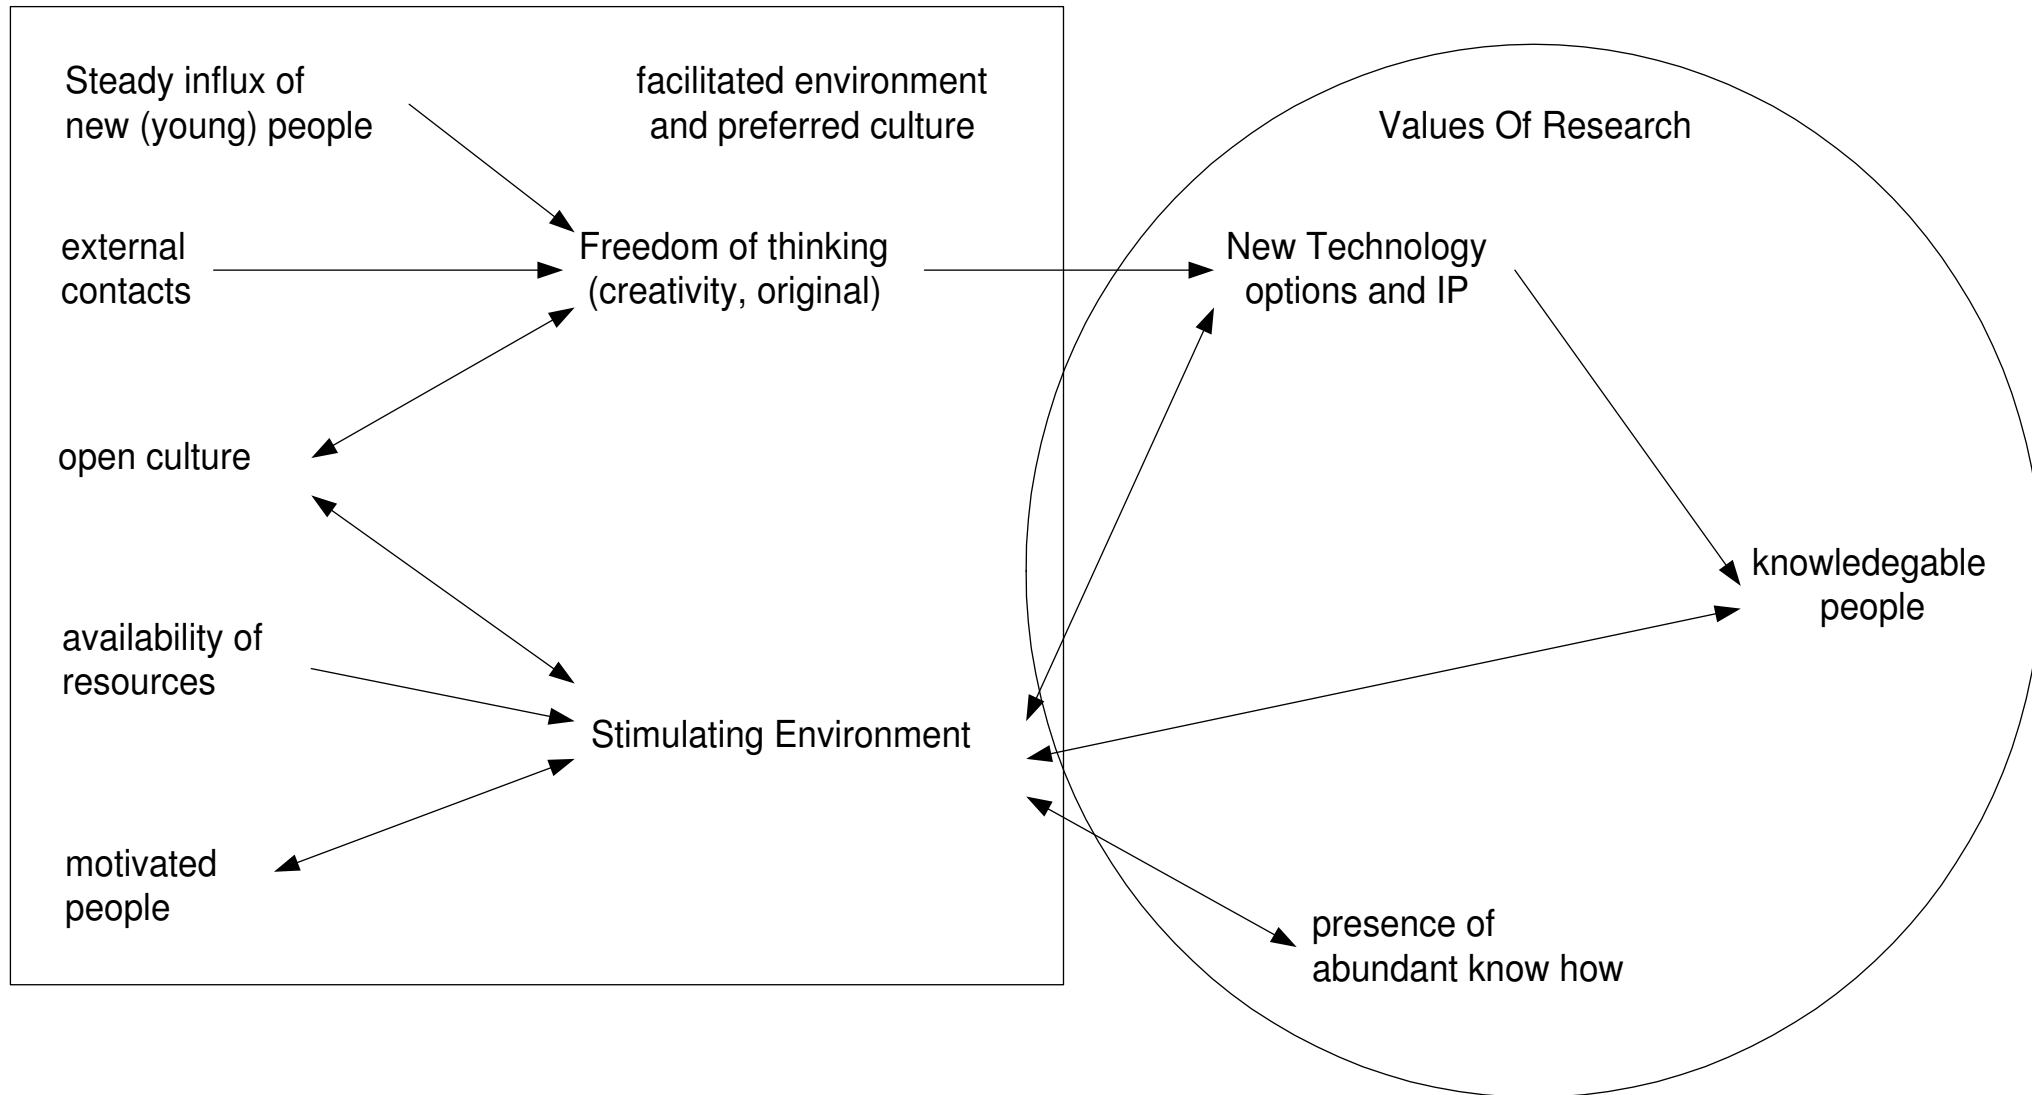 Steady influx of
new (young) people
facilitated environment
and preferred culture
Values Of Research
external
contacts
Freedom of thinking
(creativity, original)
New Technology
options and IP
open culture
knowledegable
people
availability of
resources
Stimulating Environment
motivated
people
presence of
abundant know how